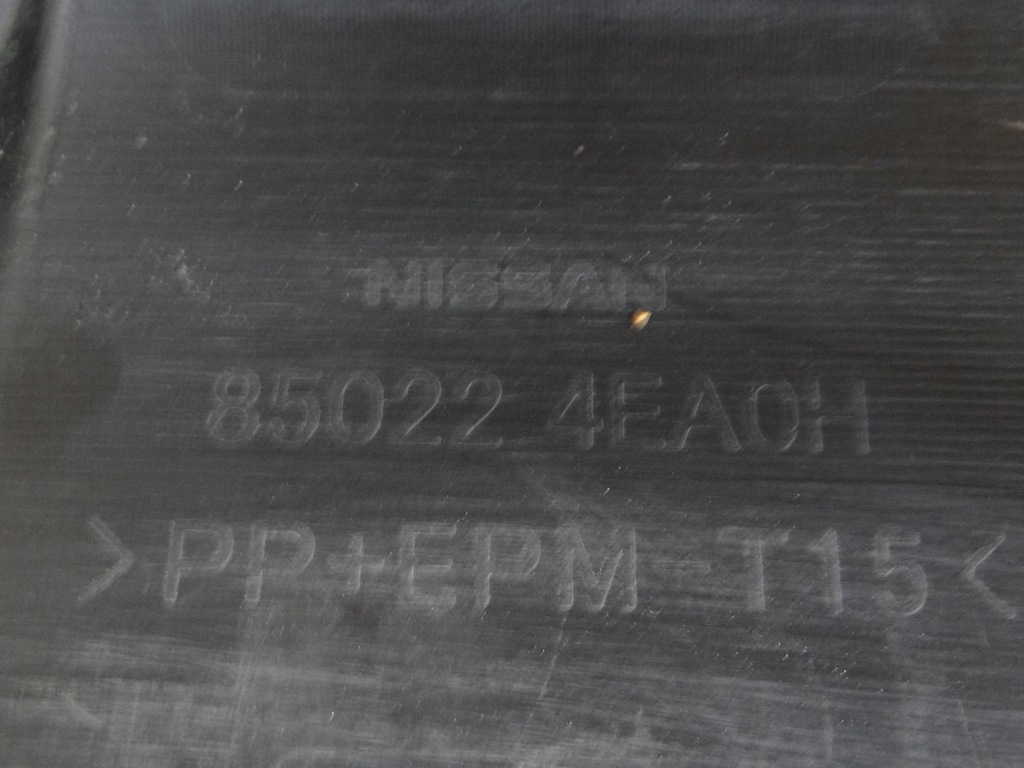 NISSAN
85022 4EA0H
>PP+EPM-T15<